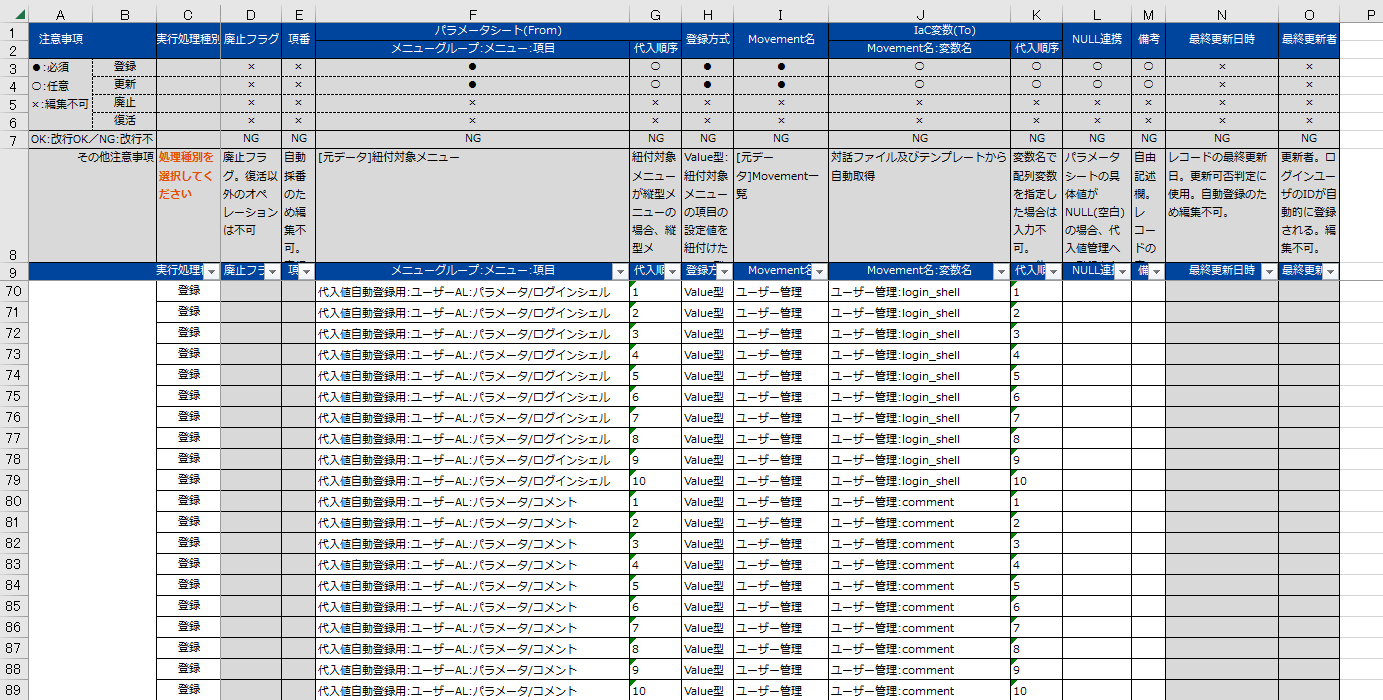 A B C D E F G H I J K L M N O P
1 注意事項 実行処理種別 廃止フラグ 項番 パラメータシート(From) 登録方式 Movement名 IaC変数(To) NULL連携 備考 最終更新日時 最終更新者
2 メニューグループ:メニュー:項目 代入順序 Movement名:変数名 代入順序
3 ●:必須 登録 × × ● ○ ● ● ○ ○ ○ ○ × ×
4 ○:任意 更新 × × ● ○ ● ● ○ ○ ○ ○ × ×
5 ×:編集不可 廃止 × × × × × × × × × × × ×
6 復活 × × × × × × × × × × × ×
7 OK:改行OK／NG:改行不 NG NG NG NG NG NG NG NG NG NG NG NG
8 その他注意事項
処理種別を
選択してく
ださい
廃止フラ
グ。復活以
外のオペ
レーション
は不可
自動
採番
のた
め編
集不
可。
[元データ]紐付対象メニュー
紐付対象
メニュー
が縦型メ
ニューの
場合、縦
型メ
Value型:
紐付対象
メニュー
の項目の
設定値を
紐付けた
[元デー
タ]Movement一
覧
対話ファイル及びテンプレートから
自動取得
変数名で
配列変数
を指定し
た場合は
入力不
可。
パラメータ
シートの具
体値が
NULL(空白)
の場合、代
入値管理へ
自由
記述
欄。
レ
コー
ドの
レコードの最終更新
日。更新可否判定に
使用。自動登録のた
め編集不可。
更新者。ロ
グインユー
ザのIDが自
動的に登録
される。編
集不可。
9 実行処理種 廃止フラ 項 メニューグループ:メニュー:項目 代入順 登録方 Movement名 Movement名:変数名 代入順 NULL連 備 最終更新日時 最終更新
70 登録 代入値自動登録用:ユーザーAL:パラメータ/ログインシェル 1 Value型 ユーザー管理 ユーザー管理:login_shell 1
71 登録 代入値自動登録用:ユーザーAL:パラメータ/ログインシェル 2 Value型 ユーザー管理 ユーザー管理:login_shell 2
72 登録 代入値自動登録用:ユーザーAL:パラメータ/ログインシェル 3 Value型 ユーザー管理 ユーザー管理:login_shell 3
73 登録 代入値自動登録用:ユーザーAL:パラメータ/ログインシェル 4 Value型 ユーザー管理 ユーザー管理:login_shell 4
74 登録 代入値自動登録用:ユーザーAL:パラメータ/ログインシェル 5 Value型 ユーザー管理 ユーザー管理:login_shell 5
75 登録 代入値自動登録用:ユーザーAL:パラメータ/ログインシェル 6 Value型 ユーザー管理 ユーザー管理:login_shell 6
76 登録 代入値自動登録用:ユーザーAL:パラメータ/ログインシェル 7 Value型 ユーザー管理 ユーザー管理:login_shell 7
77 登録 代入値自動登録用:ユーザーAL:パラメータ/ログインシェル 8 Value型 ユーザー管理 ユーザー管理:login_shell 8
78 登録 代入値自動登録用:ユーザーAL:パラメータ/ログインシェル 9 Value型 ユーザー管理 ユーザー管理:login_shell 9
79 登録 代入値自動登録用:ユーザーAL:パラメータ/ログインシェル 10 Value型 ユーザー管理 ユーザー管理:login_shell 10
80 登録 代入値自動登録用:ユーザーAL:パラメータ/コメント 1 Value型 ユーザー管理 ユーザー管理:comment 1
81 登録 代入値自動登録用:ユーザーAL:パラメータ/コメント 2 Value型 ユーザー管理 ユーザー管理:comment 2
82 登録 代入値自動登録用:ユーザーAL:パラメータ/コメント 3 Value型 ユーザー管理 ユーザー管理:comment 3
83 登録 代入値自動登録用:ユーザーAL:パラメータ/コメント 4 Value型 ユーザー管理 ユーザー管理:comment 4
84 登録 代入値自動登録用:ユーザーAL:パラメータ/コメント 5 Value型 ユーザー管理 ユーザー管理:comment 5
85 登録 代入値自動登録用:ユーザーAL:パラメータ/コメント 6 Value型 ユーザー管理 ユーザー管理:comment 6
86 登録 代入値自動登録用:ユーザーAL:パラメータ/コメント 7 Value型 ユーザー管理 ユーザー管理:comment 7
87 登録 代入値自動登録用:ユーザーAL:パラメータ/コメント 8 Value型 ユーザー管理 ユーザー管理:comment 8
88 登録 代入値自動登録用:ユーザーAL:パラメータ/コメント 9 Value型 ユーザー管理 ユーザー管理:comment 9
89 登録 代入値自動登録用:ユーザーAL:パラメータ/コメント 10 Value型 ユーザー管理 ユーザー管理:comment 10